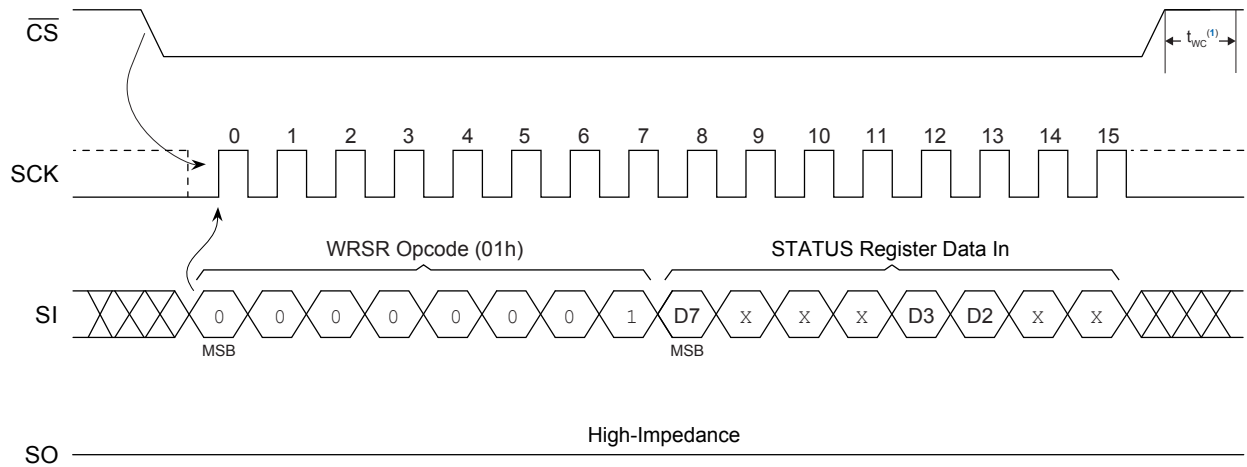 CS
tWC(1)
0 1 2 3 4 5 6 7 8 9 10 11 12 13 14 15
SCK
WRSR Opcode (01h) STATUS Register Data In
SI 0 0 0 0 0 0 0 1 D7 X X X D3 D2 X X
MSB MSB
High-Impedance
SO